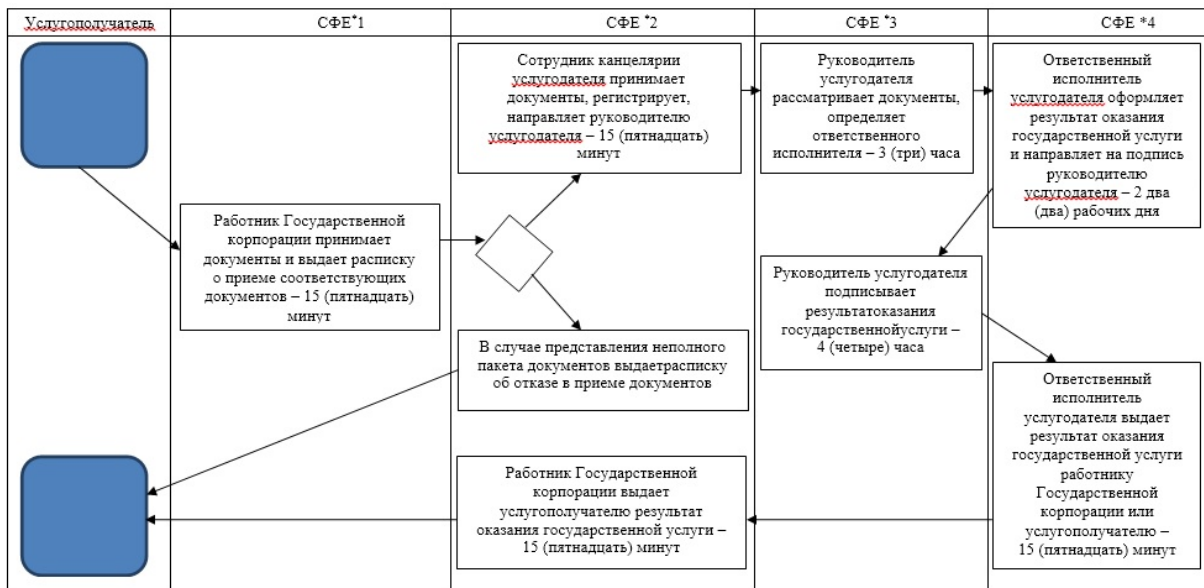 Услугополучатель
СФЕ*1
СФЕ *2
СФЕ *3
СФЕ *4
Сотрудник канцелярии
услугодателя принимает
документы, регистрирует,
направляет руководителю
услугодателя – 15 (пятнадцать)
минут
Руководитель
услугодателя
рассматривает документы,
определяет
ответственного
исполнителя – 3 (три) часа
Ответственный
исполнитель
услугодателя оформляет
результат оказания
государственной услуги
и направляет на подпись
руководителю
услугодателя – 2 два
(два) рабочих дня
Работник Государственной
корпорации принимает
документы и выдает расписку
о приеме соответствующих
документов – 15 (пятнадцать)
минут
Руководитель услугодателя
подписывает
результатоказания
государственнойуслуги –
4 (четыре) часа
В случае представления неполного
пакета документов выдаетрасписку
об отказе в приеме документов
Ответственный
исполнитель
услугодателя выдает
результат оказания
государственной услуги
работнику
Государственной
корпорации или
услугополучателю –
15 (пятнадцать) минут
Работник Государственной
корпорации выдает
услугополучателю результат
оказания государственной услуги –
15 (пятнадцать) минут